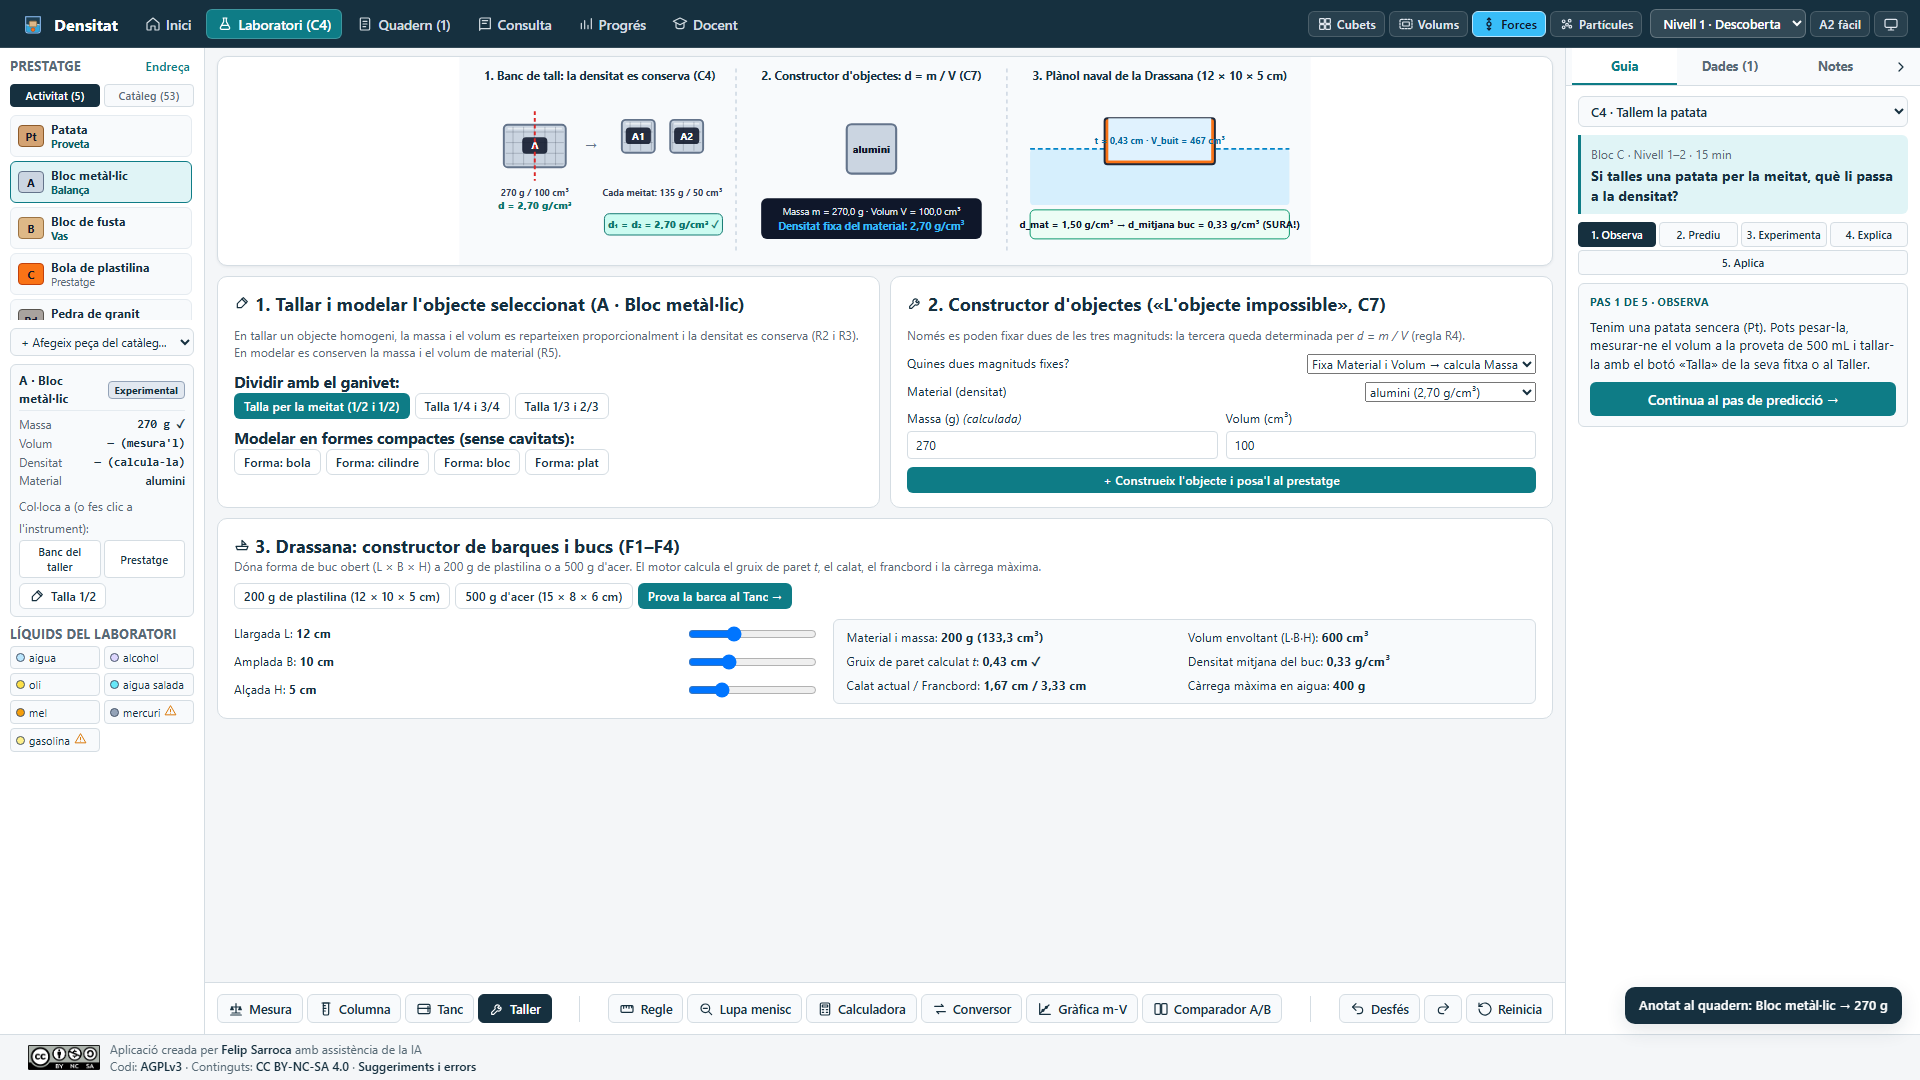 Densitat
Inici
Laboratori (C4)
Quadern (1)
Consulta
Progrés
Docent
Cubets
Volums
Forces
Partícules
Nivell 1 · Descoberta
A2 fàcil
PRESTATGE
Endreça
Activitat (5)
Catàleg (53)
Pt
Patata
Proveta
A
Bloc metàl·lic
Balança
B
Bloc de fusta
Vas
C
Bola de plastilina
Prestatge
Pedra de granit
+ Afegeix peça del catàleg...
A · Bloc metàl·lic
Experimental
Massa 270 g ✓
Volum — (mesura'l)
Densitat — (calcula-la)
Material alumini
Col·loca a (o fes clic a
l'instrument):
Banc del taller
Prestatge
Talla 1/2
LÍQUIDS DEL LABORATORI
aigua
alcohol
oli
aigua salada
mel
mercuri
gasolina
1. Banc de tall: la densitat es conserva (C4)
A
→
A1
A2
270 g / 100 cm³
d = 2,70 g/cm³
Cada meitat: 135 g / 50 cm³
d₁ = d₂ = 2,70 g/cm³ ✓
2. Constructor d'objectes: d = m / V (C7)
alumini
Massa m = 270,0 g · Volum V = 100,0 cm³
Densitat fixa del material: 2,70 g/cm³
3. Plànol naval de la Drassana (12 × 10 × 5 cm)
t = 0,43 cm · V_buit = 467 cm³
d_mat = 1,50 g/cm³ → d_mitjana buc = 0,33 g/cm³ (SURA!)
1. Tallar i modelar l'objecte seleccionat (A · Bloc metàl·lic)
En tallar un objecte homogeni, la massa i el volum es reparteixen proporcionalment i la densitat es conserva (R2 i R3).
En modelar es conserven la massa i el volum de material (R5).
Dividir amb el ganivet:
Talla per la meitat (1/2 i 1/2)
Talla 1/4 i 3/4
Talla 1/3 i 2/3
Modelar en formes compactes (sense cavitats):
Forma: bola
Forma: cilindre
Forma: bloc
Forma: plat
2. Constructor d'objectes («L'objecte impossible», C7)
Només es poden fixar dues de les tres magnituds: la tercera queda determinada per d = m / V (regla R4).
Quines dues magnituds fixes?
Fixa Material i Volum → calcula Massa
Material (densitat)
alumini (2,70 g/cm³)
Massa (g) (calculada)
Volum (cm³)
270
100
+ Construeix l'objecte i posa'l al prestatge
3. Drassana: constructor de barques i bucs (F1–F4)
Dóna forma de buc obert (L × B × H) a 200 g de plastilina o a 500 g d'acer. El motor calcula el gruix de paret t, el calat, el francbord i la càrrega màxima.
200 g de plastilina (12 × 10 × 5 cm)
500 g d'acer (15 × 8 × 6 cm)
Prova la barca al Tanc →
Llargada L: 12 cm
Amplada B: 10 cm
Alçada H: 5 cm
Material i massa: 200 g (133,3 cm³)
Volum envoltant (L·B·H): 600 cm³
Gruix de paret calculat t: 0,43 cm ✓
Densitat mitjana del buc: 0,33 g/cm³
Calat actual / Francbord: 1,67 cm / 3,33 cm
Càrrega màxima en aigua: 400 g
Mesura
Columna
Tanc
Taller
Regle
Lupa menisc
Calculadora
Conversor
Gràfica m-V
Comparador A/B
Desfés
Reinicia
Guia
Dades (1)
Notes
C4 · Tallem la patata
Bloc C · Nivell 1–2 · 15 min
Si talles una patata per la meitat, què li passa
a la densitat?
1. Observa
2. Prediu
3. Experimenta
4. Explica
5. Aplica
PAS 1 DE 5 · OBSERVA
Tenim una patata sencera (Pt). Pots pesar-la,
mesurar-ne el volum a la proveta de 500 mL i tallar-
la amb el botó «Talla» de la seva fitxa o al Taller.
Continua al pas de predicció →
Anotat al quadern: Bloc metàl·lic → 270 g
CC BY NC SA
Aplicació creada per Felip Sarroca amb assistència de la IA
Codi: AGPLv3 · Continguts: CC BY-NC-SA 4.0 · Suggeriments i errors